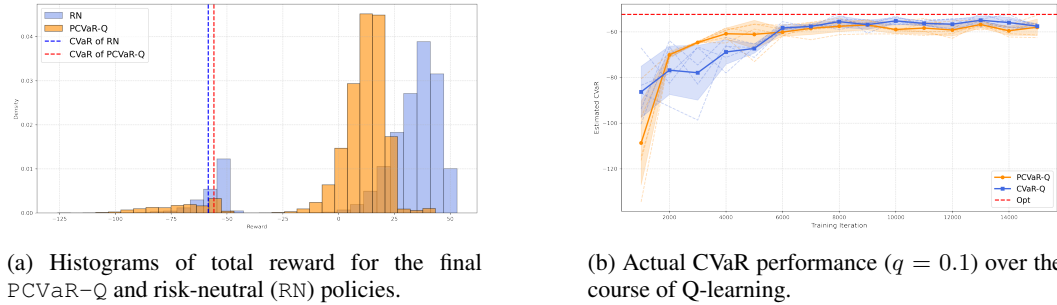 RN
PCVaR-Q
CVaR of RN
CVaR of PCVaR-Q
0.04
0.03
0.02
0.01
0.00
Density
−125
−100
−75
−50
−25
0
25
50
Reward
(a) Histograms of total reward for the final
PCVaR-Q and risk-neutral (RN) policies.
−60
−80
−100
−120
Estimated CVaR
2000
4000
6000
8000
10000
12000
14000
Training Iteration
PCVaR-Q
CVaR-Q
Opt
(b) Actual CVaR performance (q = 0.1) over the
course of Q-learning.